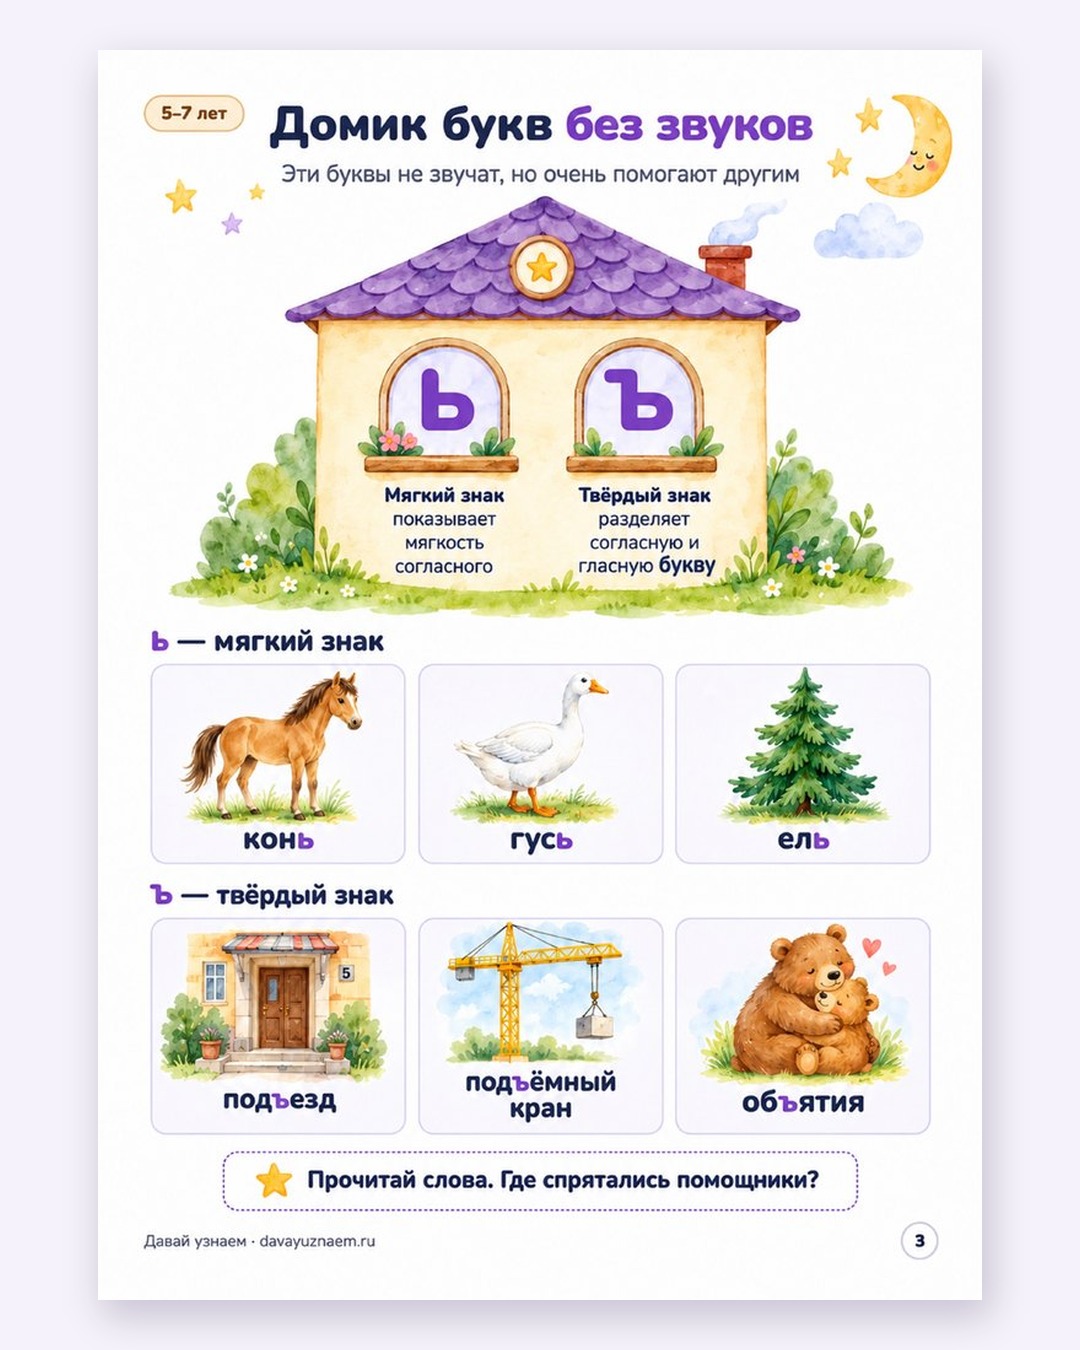 5–7 лет
Домик букв без звуков
Эти буквы не звучат, но очень помогают другим
Ь
Ъ
Мягкий знак
показывает
мягкость
согласного
Твёрдый знак
разделяет
согласную и
гласную букву
Ь — мягкий знак
конь
гусь
ель
Ъ — твёрдый знак
5
подъезд
подъёмный
кран
объятия
Прочитай слова. Где спрятались помощники?
Давай узнаем · davayuznaem.ru
3